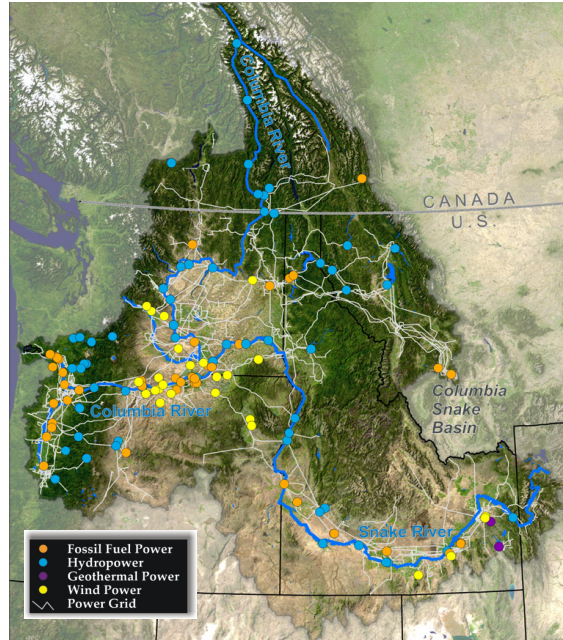 Columbia River
CANADA
U.S.
Columbia River
Columbia
Snake
Basin
Snake River
Fossil Fuel Power
Hydropower
Geothermal Power
Wind Power
Power Grid